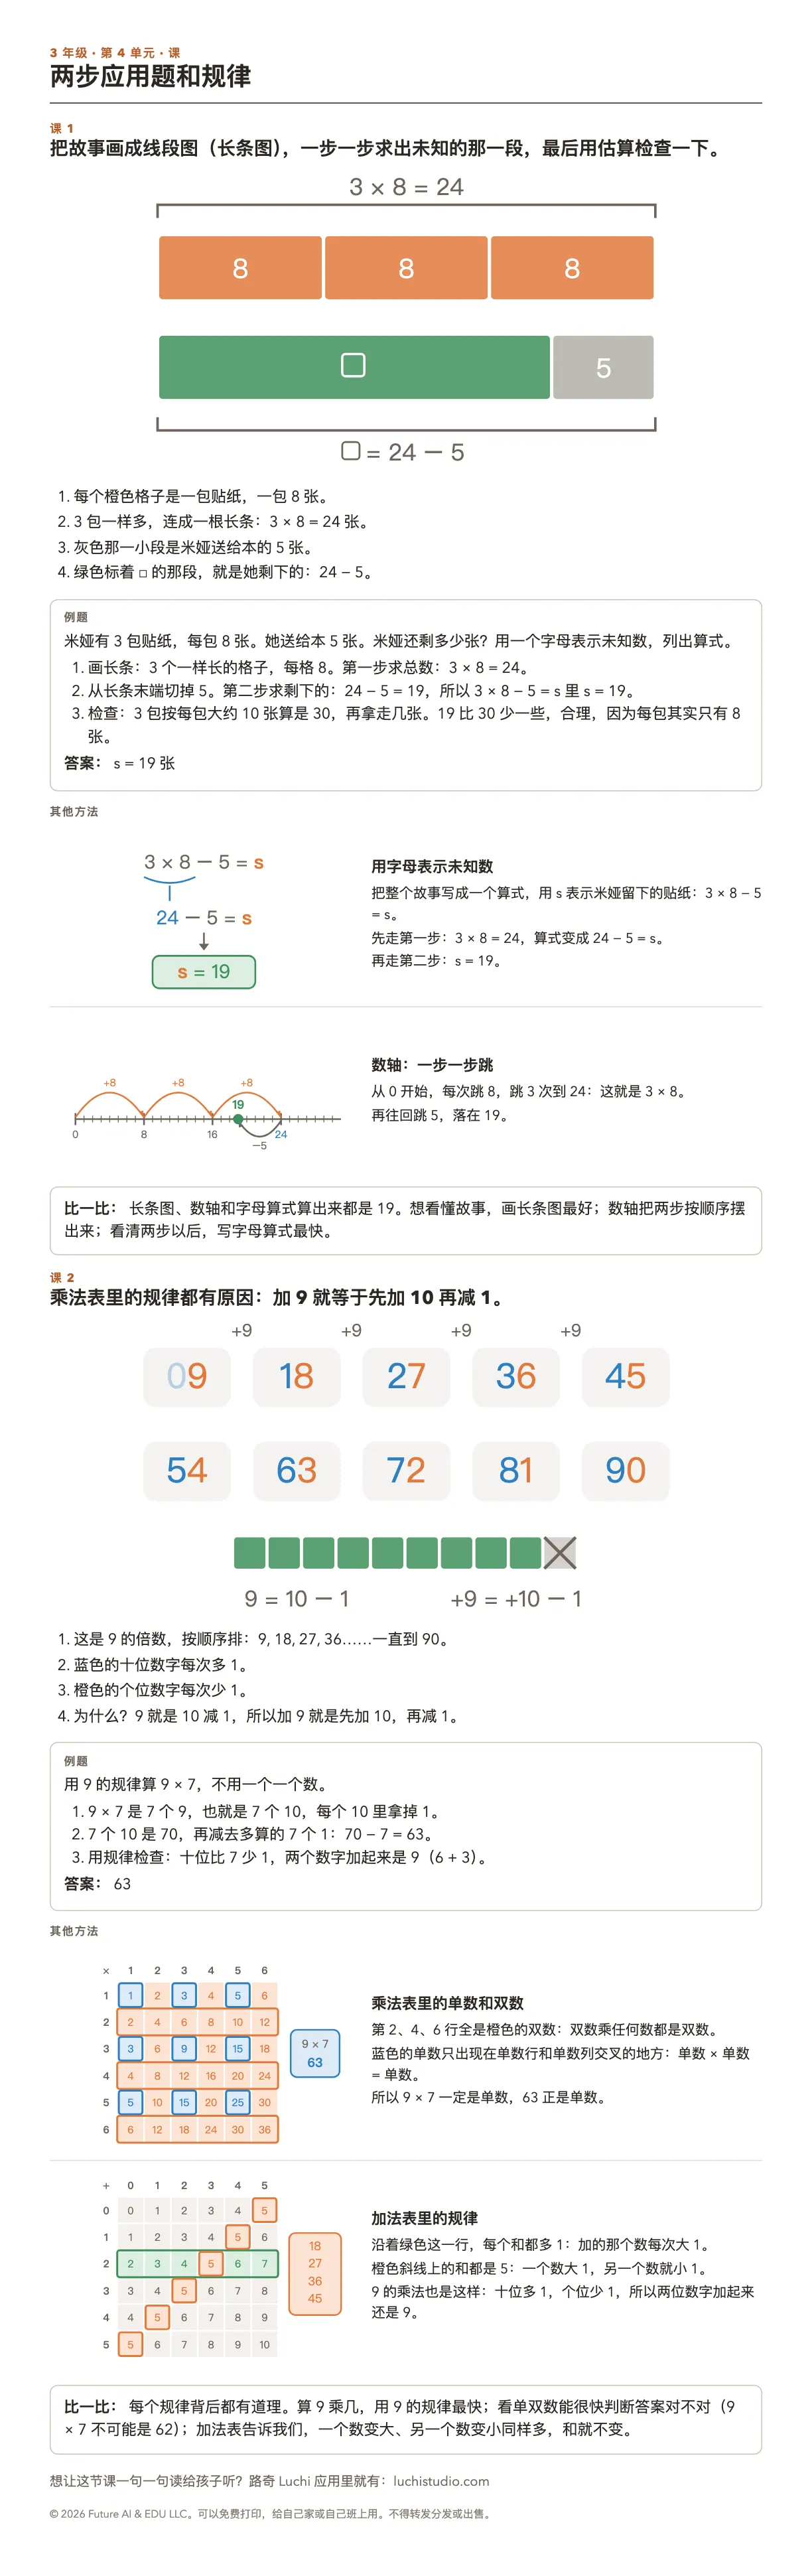 3 年级 · 第 4 单元 · 课
两步应用题和规律
课 1
把故事画成线段图（长条图），一步一步求出未知的那一段，最后用估算检查一下。
3 × 8 = 24
8 8 8
□ 5
□ = 24 − 5
1. 每个橙色格子是一包贴纸，一包 8 张。
2. 3 包一样多，连成一根长条：3 × 8 = 24 张。
3. 灰色那一小段是米娅送给本的 5 张。
4. 绿色标着 □ 的那段，就是她剩下的：24 − 5。
例题
米娅有 3 包贴纸，每包 8 张。她送给本 5 张。米娅还剩多少张？用一个字母表示未知数，列出算式。
1. 画长条：3 个一样长的格子，每格 8。第一步求总数：3 × 8 = 24。
2. 从长条末端切掉 5。第二步求剩下的：24 − 5 = 19，所以 3 × 8 − 5 = s 里 s = 19。
3. 检查：3 包按每包大约 10 张算是 30，再拿走几张。19 比 30 少一些，合理，因为每包其实只有 8
张。
答案： s = 19 张
其他方法
3 × 8 − 5 = s
24 − 5 = s
s = 19
用字母表示未知数
把整个故事写成一个算式，用 s 表示米娅留下的贴纸：3 × 8 − 5
= s。
先走第一步：3 × 8 = 24，算式变成 24 − 5 = s。
再走第二步：s = 19。
+8 +8 +8
19
0 8 16 24
−5
数轴：一步一步跳
从 0 开始，每次跳 8，跳 3 次到 24：这就是 3 × 8。
再往回跳 5，落在 19。
比一比： 长条图、数轴和字母算式算出来都是 19。想看懂故事，画长条图最好；数轴把两步按顺序摆
出来；看清两步以后，写字母算式最快。
课 2
乘法表里的规律都有原因：加 9 就等于先加 10 再减 1。
+9 +9 +9 +9
09 18 27 36 45
54 63 72 81 90
9 = 10 − 1 +9 = +10 − 1
1. 这是 9 的倍数，按顺序排：9, 18, 27, 36……一直到 90。
2. 蓝色的十位数字每次多 1。
3. 橙色的个位数字每次少 1。
4. 为什么？9 就是 10 减 1，所以加 9 就是先加 10，再减 1。
例题
用 9 的规律算 9 × 7，不用一个一个数。
1. 9 × 7 是 7 个 9，也就是 7 个 10，每个 10 里拿掉 1。
2. 7 个 10 是 70，再减去多算的 7 个 1：70 − 7 = 63。
3. 用规律检查：十位比 7 少 1，两个数字加起来是 9（6 + 3）。
答案： 63
其他方法
× 1 2 3 4 5 6
1 1 2 3 4 5 6
2 2 4 6 8 10 12
3 3 6 9 12 15 18
4 4 8 12 16 20 24
5 5 10 15 20 25 30
6 6 12 18 24 30 36
9 × 7
63
乘法表里的单数和双数
第 2、4、6 行全是橙色的双数：双数乘任何数都是双数。
蓝色的单数只出现在单数行和单数列交叉的地方：单数 × 单数
= 单数。
所以 9 × 7 一定是单数，63 正是单数。
+ 0 1 2 3 4 5
0 0 1 2 3 4 5
1 1 2 3 4 5 6
2 2 3 4 5 6 7
3 3 4 5 6 7 8
4 4 5 6 7 8 9
5 5 6 7 8 9 10
18
27
36
45
加法表里的规律
沿着绿色这一行，每个和都多 1：加的那个数每次大 1。
橙色斜线上的和都是 5：一个数大 1，另一个数就小 1。
9 的乘法也是这样：十位多 1，个位少 1，所以两位数字加起来
还是 9。
比一比： 每个规律背后都有道理。算 9 乘几，用 9 的规律最快；看单双数能很快判断答案对不对（9
× 7 不可能是 62）；加法表告诉我们，一个数变大、另一个数变小同样多，和就不变。
想让这节课一句一句读给孩子听？路奇 Luchi 应用里就有：luchistudio.com
© 2026 Future AI & EDU LLC。可以免费打印，给自己家或自己班上用。不得转发分发或出售。